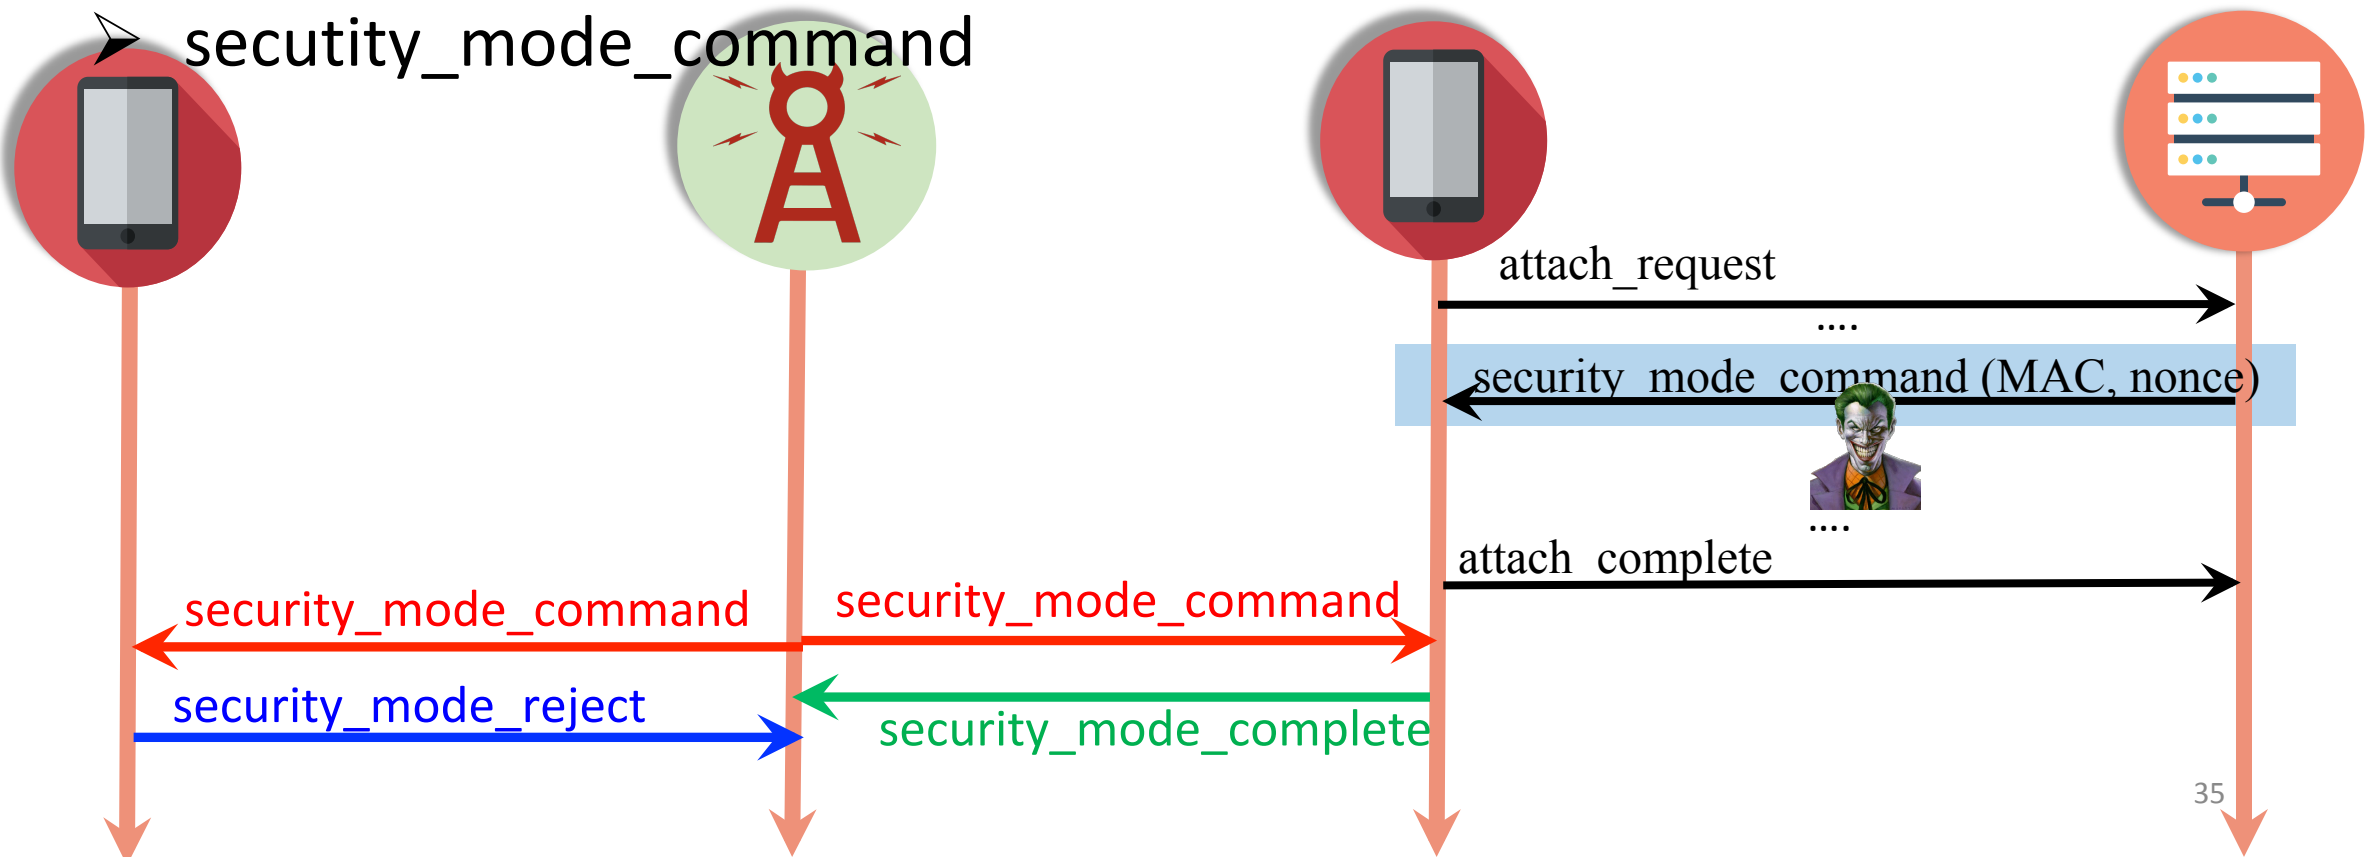 ➢ secutity_mode_command
attach_request
....
security_mode_command (MAC, nonce)
....
attach_complete
security_mode_command
security_mode_command
security_mode_reject
security_mode_complete
35